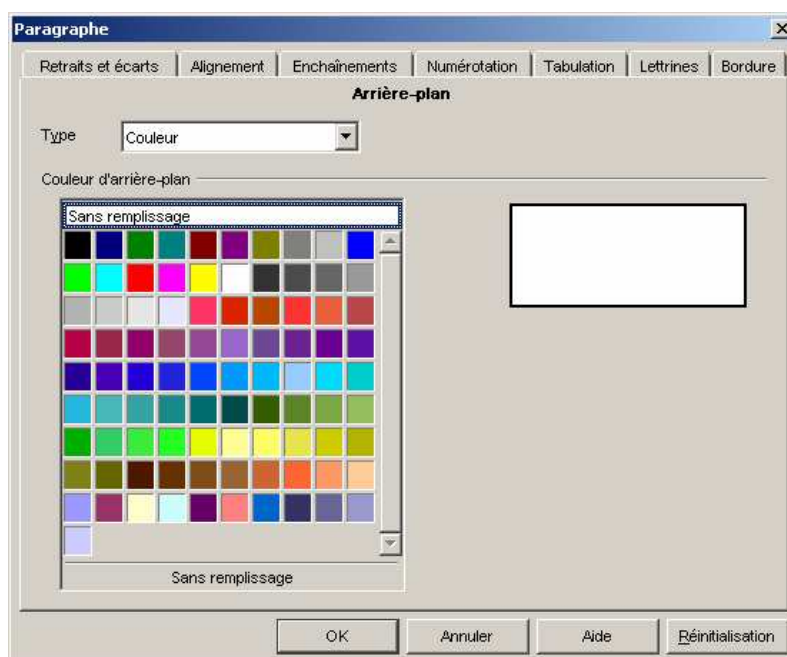 Paragraphe
Retraits et écarts Alignement Enchaînements Numérotation Tabulation Lettrines Bordure
Arrière-plan
Type Couleur
Couleur d'arrière-plan
Sans remplissage
Sans remplissage
OK Annuler Aide Réinitialisation